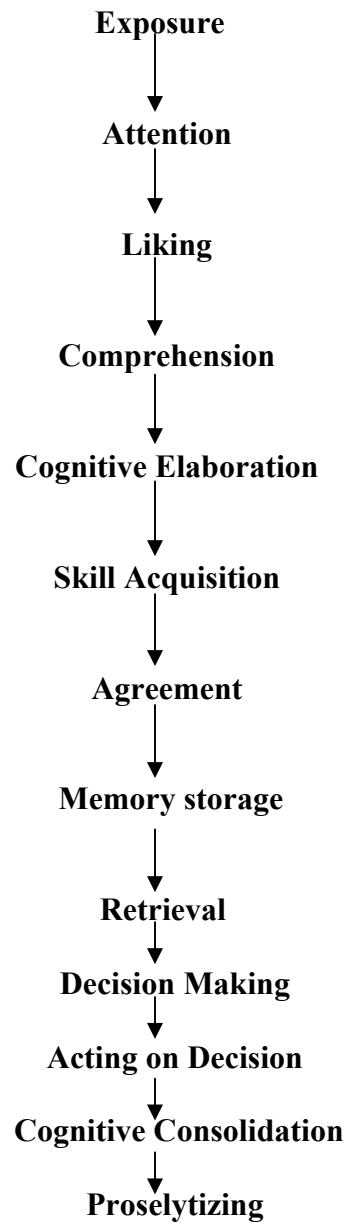 Exposure
Attention
Liking
Comprehension
Cognitive Elaboration
Skill Acquisition
Agreement
Memory storage
Retrieval
Decision Making
Acting on Decision
Cognitive Consolidation
Proselytizing